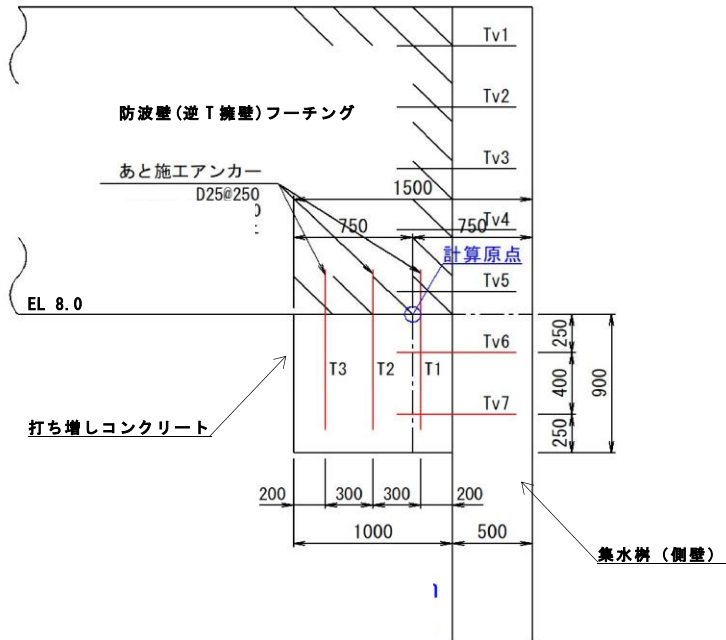 Tv1
Tv2
防波壁(逆T擁壁)フーチング
Tv3
あと施工アンカー
D25@250
1500
750
750
Tv4
計算原点
Tv5
EL 8.0
250
Tv6
T3
T2
T1
400
900
Tv7
打ち増しコンクリート
250
200
300
300
200
1000
500
集水桝(側壁)